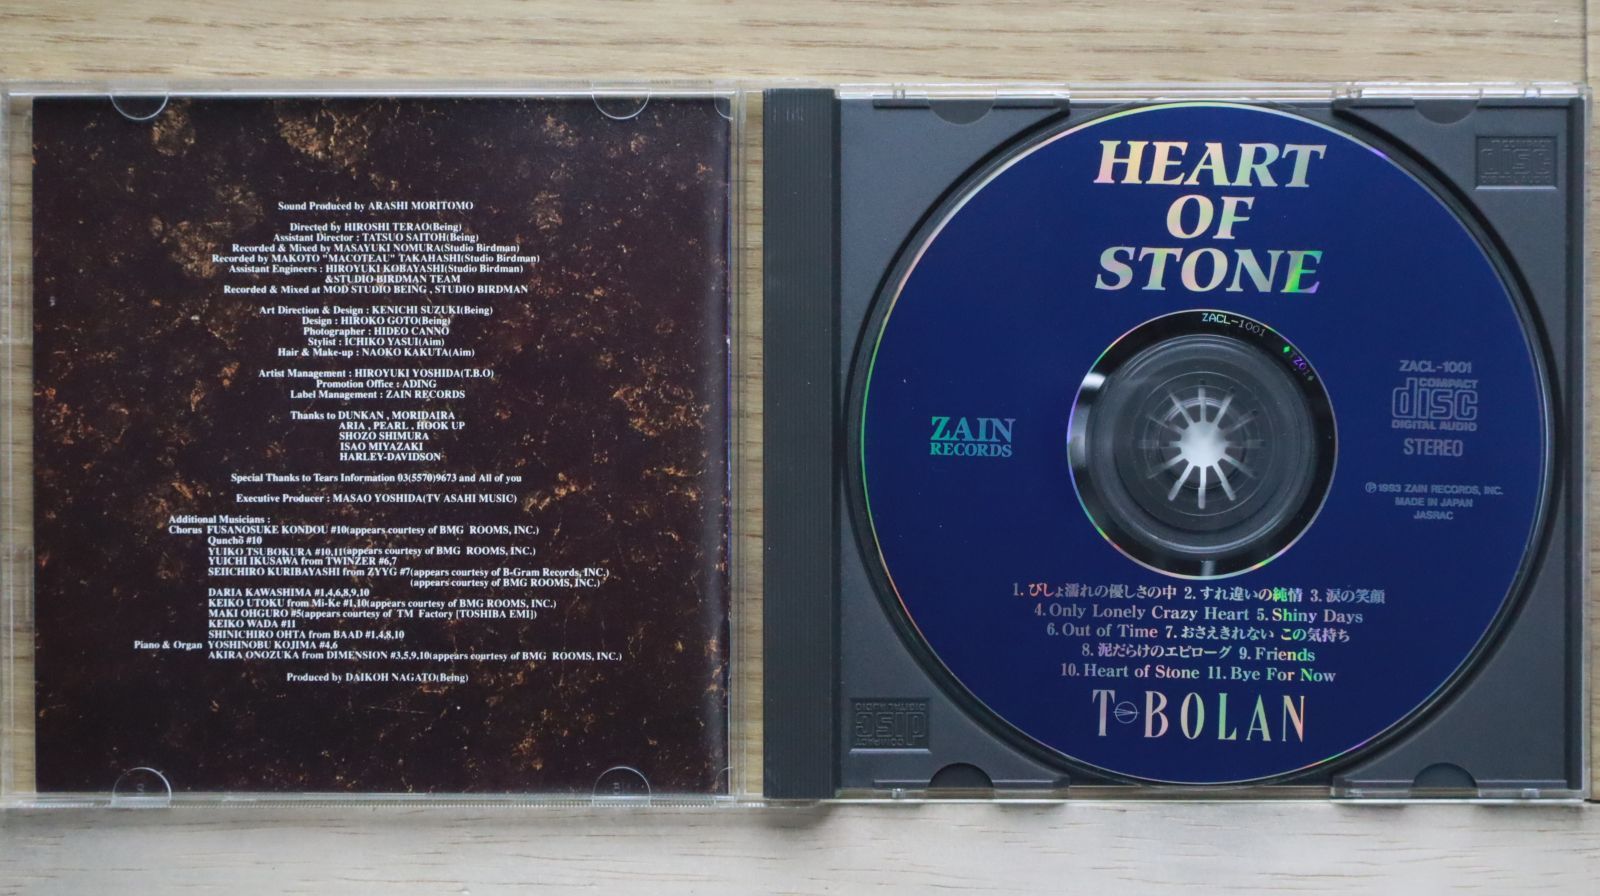 Sound Produced by ARASHI MORITOMO
Directed by HIROSHI TERAO(Being)
Assistant Director : TATSUO SAITOH(Being)
Recorded & Mixed by MASAYUKI NOMURA(Studio Birdman)
Recorded by MAKOTO "MACOTEAU" TAKAHASHI(Studio Birdman)
Assistant Engineers : HIROYUKI KOBAYASHI(Studio Birdman)
&STUDIO BIRDMAN TEAM
Recorded & Mixed at MOD STUDIO BEING , STUDIO BIRDMAN
Art Direction & Design : KENICHI SUZUKI(Being)
Design : HIROKO GOTO(Being)
Photographer : HIDEO CANNO
Stylist : ICHIKO YASUI(Aim)
Hair & Make-up : NAOKO KAKUTA(Aim)
Artist Management : HIROYUKI YOSHIDA(T.B.O)
Promotion Office : ADING
Label Management : ZAIN RECORDS
Thanks to DUNKAN , MORIDAIRA
ARIA , PEARL , HOOK UP
SHOZO SHIMURA
ISAO MIYAZAKI
HARLEY-DAVIDSON
Special Thanks to Tears Information 03(5570)9673 and All of you
Executive Producer : MASAO YOSHIDA(TV ASAHI MUSIC)
Additional Musicians :
Chorus FUSANOSUKE KONDOU #10(appears courtesy of BMG ROOMS, INC.)
Qunchō #10
YUIKO TSUBOKURA #10,11(appears courtesy of BMG ROOMS, INC.)
YUICHI IKUSAWA from TWINZER #6,7
SEIICHIRO KURIBAYASHI from ZYYG #7(appears courtesy of B-Gram Records, INC.)
(appears courtesy of BMG ROOMS, INC.)
DARIA KAWASHIMA #1,4,6,8,9,10
KEIKO UTOKU from Mi-Ke #1,10(appears courtesy of BMG ROOMS, INC.)
MAKI OHGURO #5(appears courtesy of TM Factory [TOSHIBA EMI])
KEIKO WADA #11
SHINICHIRO OHTA from BAAD #1,4,8,10
Piano & Organ YOSHINOBU KOJIMA #4,6
AKIRA ONOZUKA from DIMENSION #3,5,9,10(appears courtesy of BMG ROOMS, INC.)
Produced by DAIKOH NAGATO(Being)
HEART
OF
STONE
ZACL-1001
ZAIN
RECORDS
ZACL-1001
COMPACT
disc
DIGITAL AUDIO
STEREO
Ⓟ1993 ZAIN RECORDS, INC.
MADE IN JAPAN
JASRAC
1. びしょ濡れの優しさの中 2. すれ違いの純情 3. 涙の笑顔
4. Only Lonely Crazy Heart 5. Shiny Days
6. Out of Time 7. おさえきれない この気持ち
8. 泥だらけのエピローグ 9. Friends
10. Heart of Stone 11. Bye For Now
T-BOLAN
COMPACT
disc
DIGITAL AUDIO